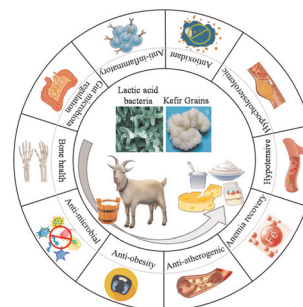 Anti-inflammatory
Antioxidant
Hypocholesterolemic
Hypotensive
Anemia recovery
Anti-atherogenic
Anti-obesity
Anti-microbial
Bone health
Gut microbiota
regulation
Lactic acid
bacteria
Kefir Grains
Fe